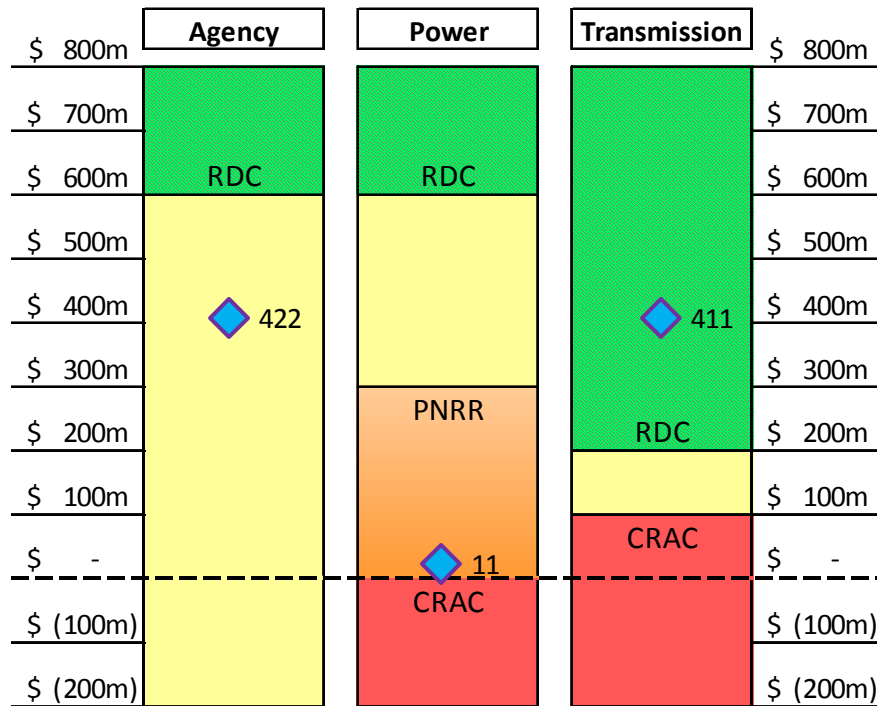 Agency Power Transmission
$ 800m $ 800m
$ 700m $ 700m
$ 600m RDC RDC $ 600m
$ 500m $ 500m
$ 400m 422 411 $ 400m
$ 300m $ 300m
PNRR
$ 200m RDC $ 200m
$ 100m $ 100m
CRAC
$ - 11 $ -
CRAC
$ (100m) $ (100m)
$ (200m) $ (200m)